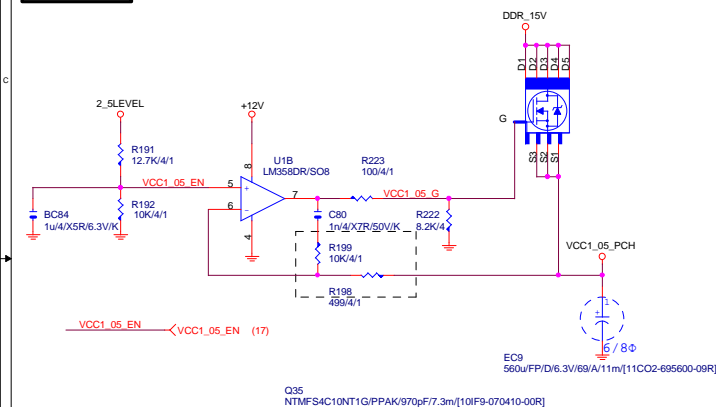 DDR_15V
D1
D2
D3
D4
D5
C
2_5LEVEL
+12V
G
R191
12.7K/4/1
U1B
LM358DR/SO8
R223
100/4/1
S3
S2
S1
8
VCC1_05_EN
5
+
7
VCC1_05_G
6
-
R192
10K/4/1
BC84
1u/4/X5R/6.3V/K
C80
1n/4/X7R/50V/K
R222
8.2K/4
4
R199
10K/4/1
VCC1_05_PCH
R198
499/4/1
1
+
VCC1_05_EN
VCC1_05_EN (17)
6/8Φ
EC9
560u/FP/D/6.3V/69/A/11m/[11CO2-695600-09R]
Q35
NTMFS4C10NT1G/PPAK/970pF/7.3m/[10IF9-070410-00R]